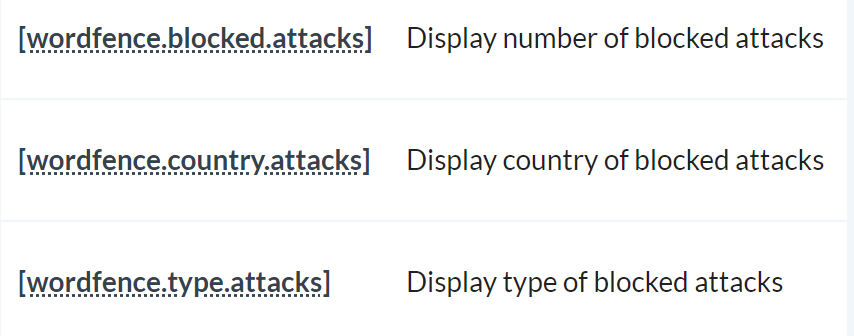 [wordfence.blocked.attacks] Display number of blocked attacks
[wordfence.country.attacks] Display country of blocked attacks
[wordfence.type.attacks] Display type of blocked attacks